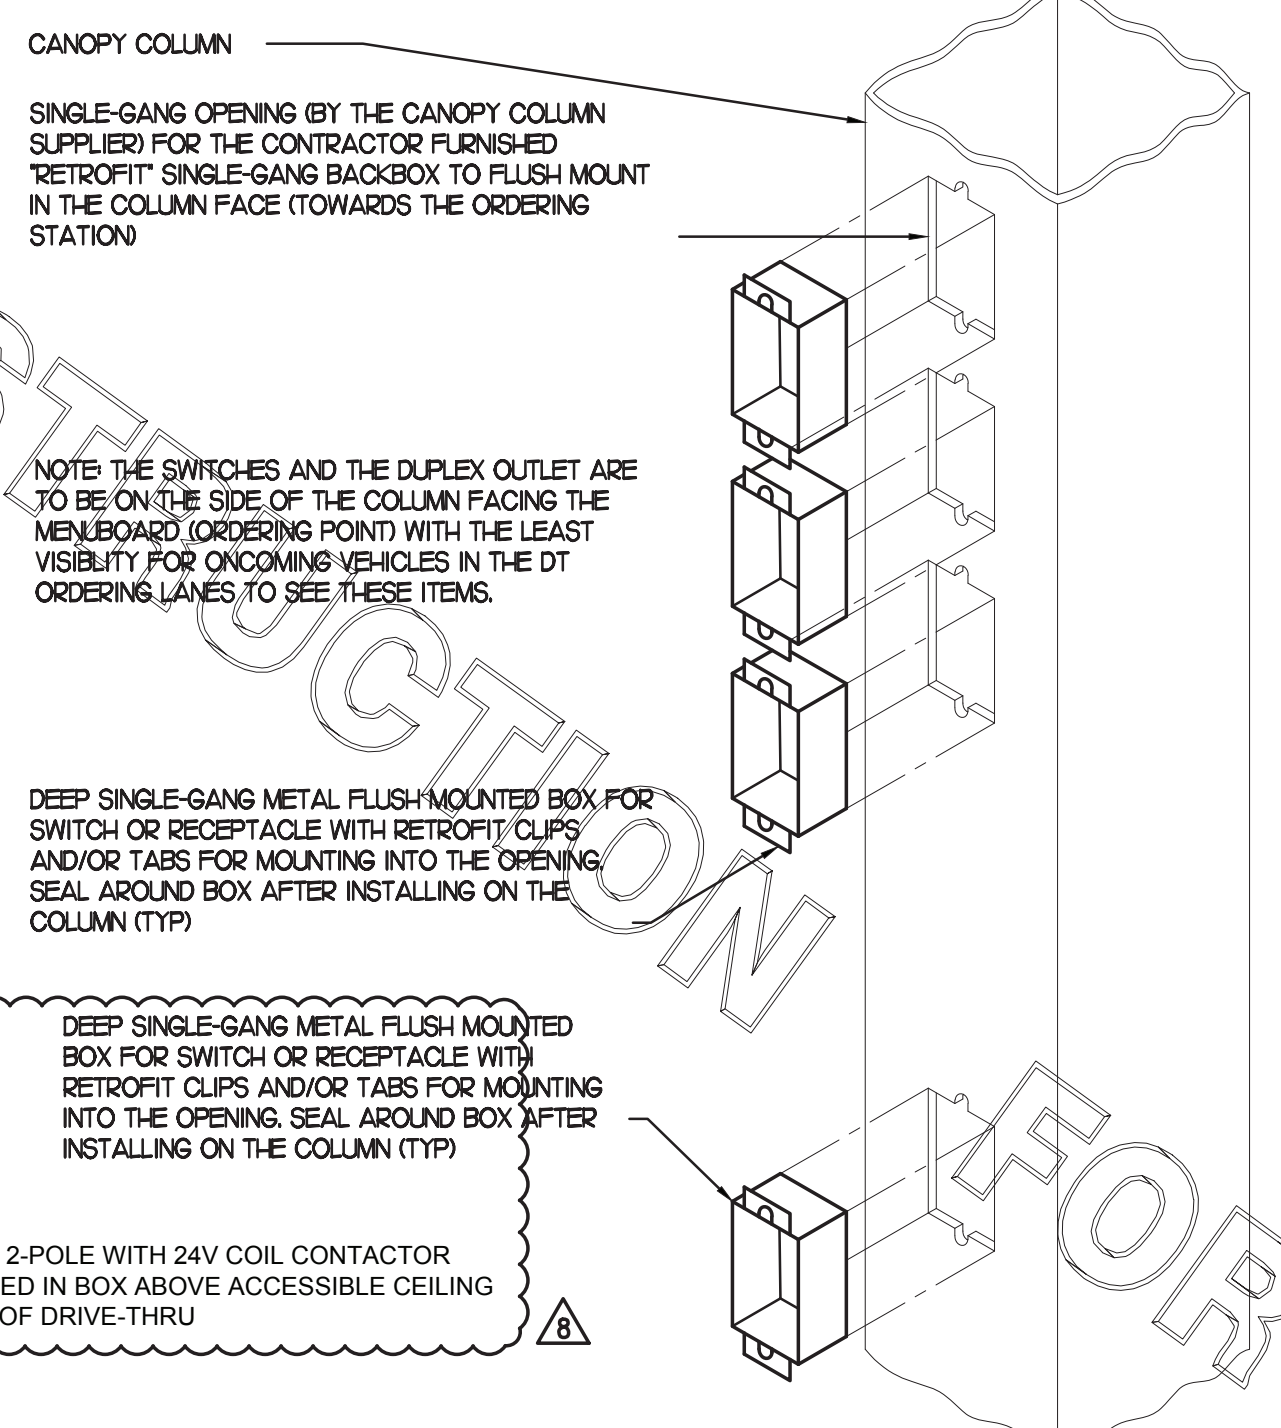 CANOPY COLUMN
SINGLE-GANG OPENING (BY THE CANOPY COLUMN
SUPPLIER) FOR THE CONTRACTOR FURNISHED
"RETROFIT" SINGLE-GANG BACKBOX TO FLUSH MOUNT
IN THE COLUMN FACE (TOWARDS THE ORDERING
STATION)
NOTE: THE SWITCHES AND THE DUPLEX OUTLET ARE
TO BE ON THE SIDE OF THE COLUMN FACING THE
MENUBOARD (ORDERING POINT) WITH THE LEAST
VISIBLITY FOR ONCOMING VEHICLES IN THE DT
ORDERING LANES TO SEE THESE ITEMS.
DEEP SINGLE-GANG METAL FLUSH MOUNTED BOX FOR
SWITCH OR RECEPTACLE WITH RETROFIT CLIPS
AND/OR TABS FOR MOUNTING INTO THE OPENING.
SEAL AROUND BOX AFTER INSTALLING ON THE
COLUMN (TYP)
DEEP SINGLE-GANG METAL FLUSH MOUNTED
BOX FOR SWITCH OR RECEPTACLE WITH
RETROFIT CLIPS AND/OR TABS FOR MOUNTING
INTO THE OPENING. SEAL AROUND BOX AFTER
INSTALLING ON THE COLUMN (TYP)
2-POLE WITH 24V COIL CONTACTOR
ED IN BOX ABOVE ACCESSIBLE CEILING
OF DRIVE-THRU
8
STRUCTION
FOR